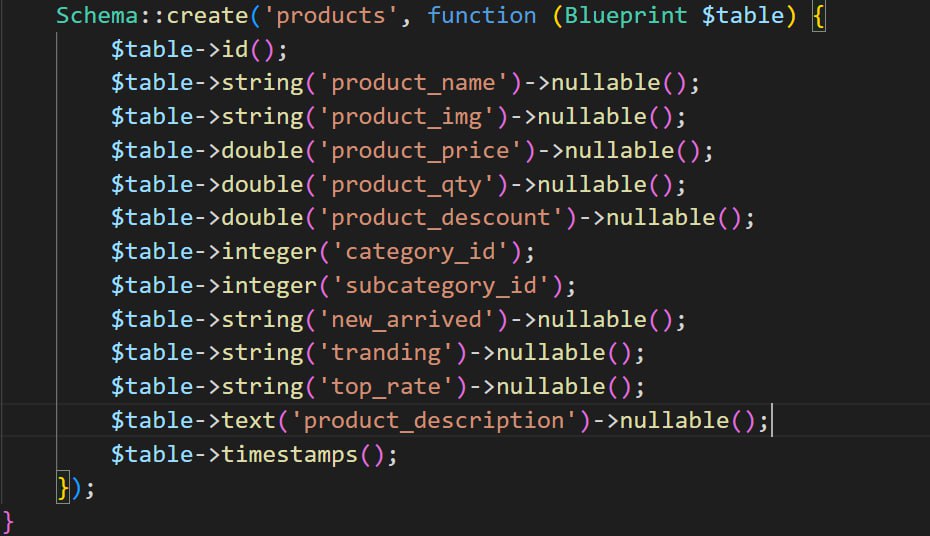 Schema::create('products', function (Blueprint $table) {
$table->id();
$table->string('product_name')->nullable();
$table->string('product_img')->nullable();
$table->double('product_price')->nullable();
$table->double('product_qty')->nullable();
$table->double('product_descount')->nullable();
$table->integer('category_id');
$table->integer('subcategory_id');
$table->string('new_arrived')->nullable();
$table->string('tranding')->nullable();
$table->string('top_rate')->nullable();
$table->text('product_description')->nullable();
$table->timestamps();
});
}